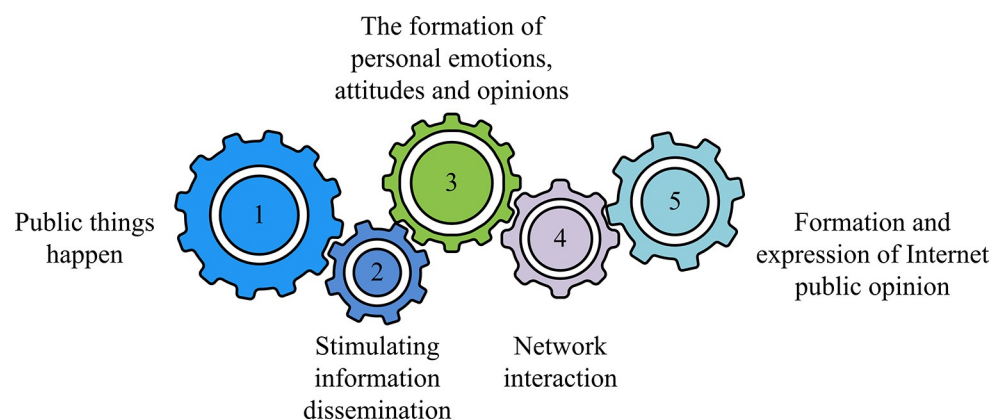 The formation of
personal emotions,
attitudes and opinions
1
2
3
4
5
Public things
happen
Stimulating
information
dissemination
Network
interaction
Formation and
expression of Internet
public opinion